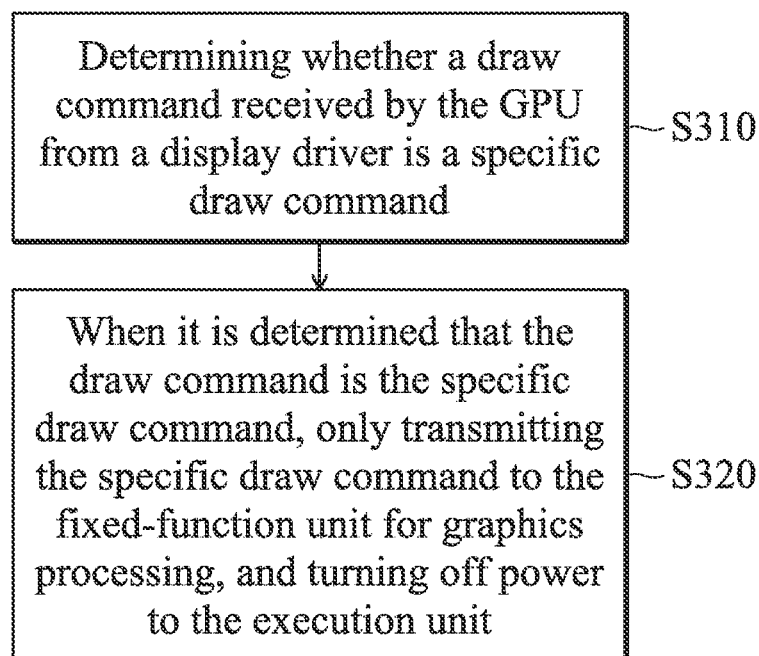 Determining whether a draw
command received by the GPU
from a display driver is a specific
draw command
S310
When it is determined that the
draw command is the specific
draw command, only transmitting
the specific draw command to the
fixed-function unit for graphics
processing, and turning off power
to the execution unit
S320